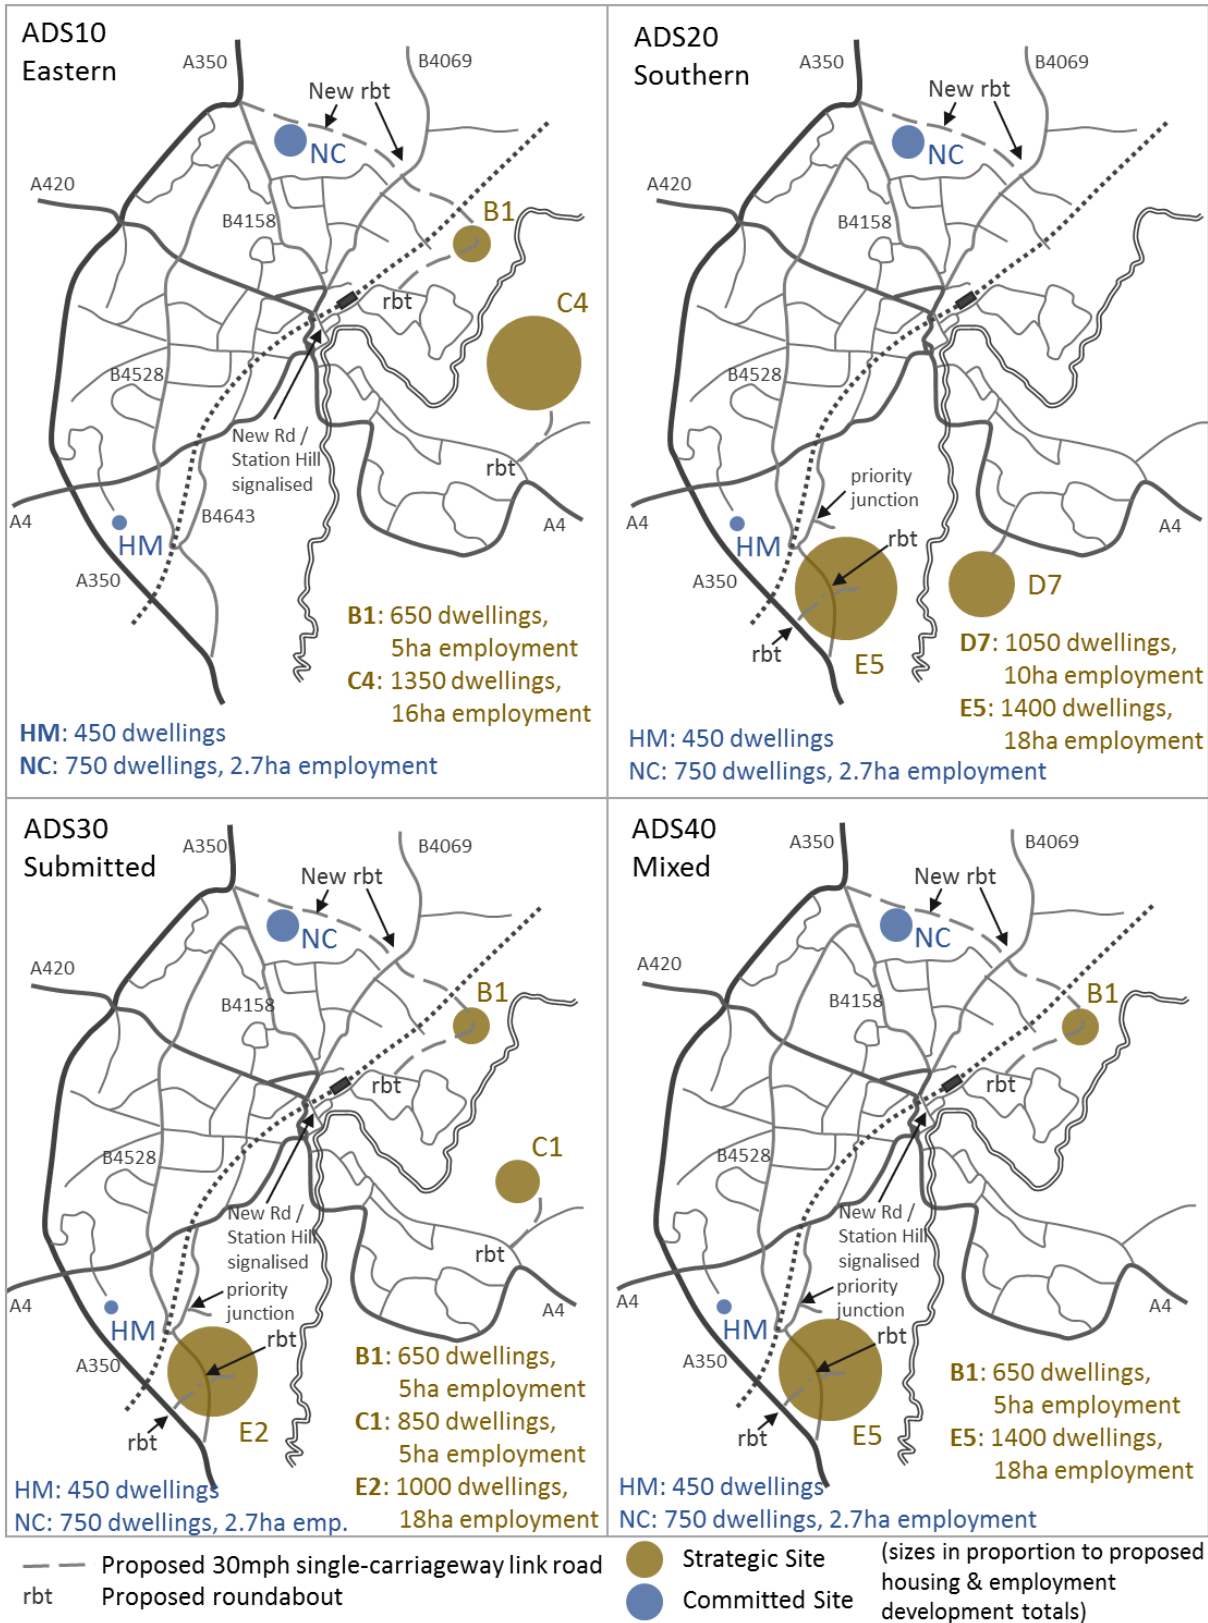 ADS10
Eastern
A350
B4069
New rbt
NC
A420
B4158
B1
rbt
C4
B4528
New Rd /
Station Hill
signalised
rbt
A4
B4643
A4
HM
A350
B1: 650 dwellings,
5ha employment
C4: 1350 dwellings,
16ha employment
HM: 450 dwellings
NC: 750 dwellings, 2.7ha employment
ADS20
Southern
A350
B4069
New rbt
NC
A420
B4158
B4528
priority
junction
A4
A4
HM
rbt
A350
D7
rbt
E5
D7: 1050 dwellings,
10ha employment
E5: 1400 dwellings,
18ha employment
HM: 450 dwellings
NC: 750 dwellings, 2.7ha employment
ADS30
Submitted
A350
B4069
New rbt
NC
A420
B4158
B1
rbt
C1
B4528
New Rd /
Station Hill
signalised
rbt
priority
junction
A4
A4
HM
rbt
A350
rbt
E2
B1: 650 dwellings,
5ha employment
C1: 850 dwellings,
5ha employment
E2: 1000 dwellings,
18ha employment
HM: 450 dwellings
NC: 750 dwellings, 2.7ha emp.
ADS40
Mixed
A350
B4069
New rbt
NC
A420
B4158
B1
rbt
B4528
New Rd /
Station Hill
signalised
priority
junction
A4
A4
HM
rbt
A350
rbt
E5
B1: 650 dwellings,
5ha employment
E5: 1400 dwellings,
18ha employment
HM: 450 dwellings
NC: 750 dwellings, 2.7ha employment
Proposed 30mph single-carriageway link road
rbt Proposed roundabout
Strategic Site
Committed Site
(sizes in proportion to proposed
housing & employment
development totals)